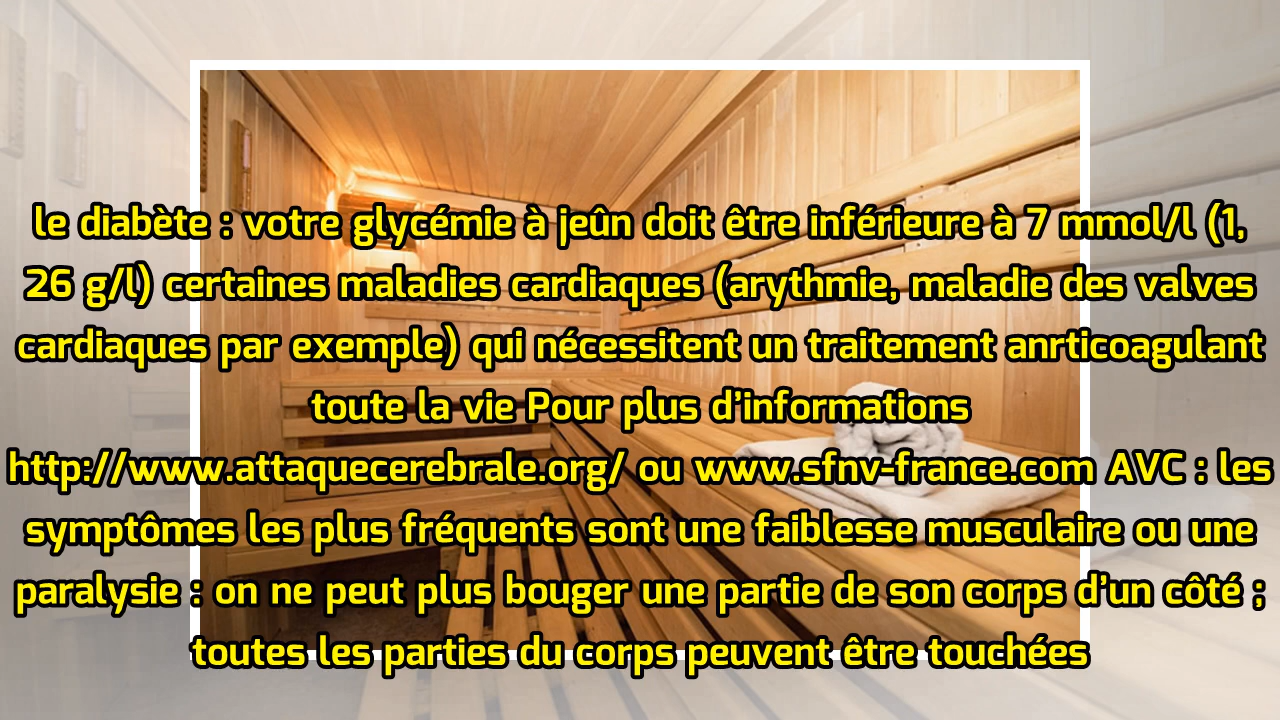 le diabète : votre glycémie à jeûn doit être inférieure à 7 mmol/l (1,
26 g/l) certaines maladies cardiaques (arythmie, maladie des valves
cardiaques par exemple) qui nécessitent un traitement anrticoagulant
toute la vie Pour plus d’informations
http://www.attaquecerebrale.org/ ou www.sfnv-france.com AVC : les
symptômes les plus fréquents sont une faiblesse musculaire ou une
paralysie : on ne peut plus bouger une partie de son corps d’un côté ;
toutes les parties du corps peuvent être touchées